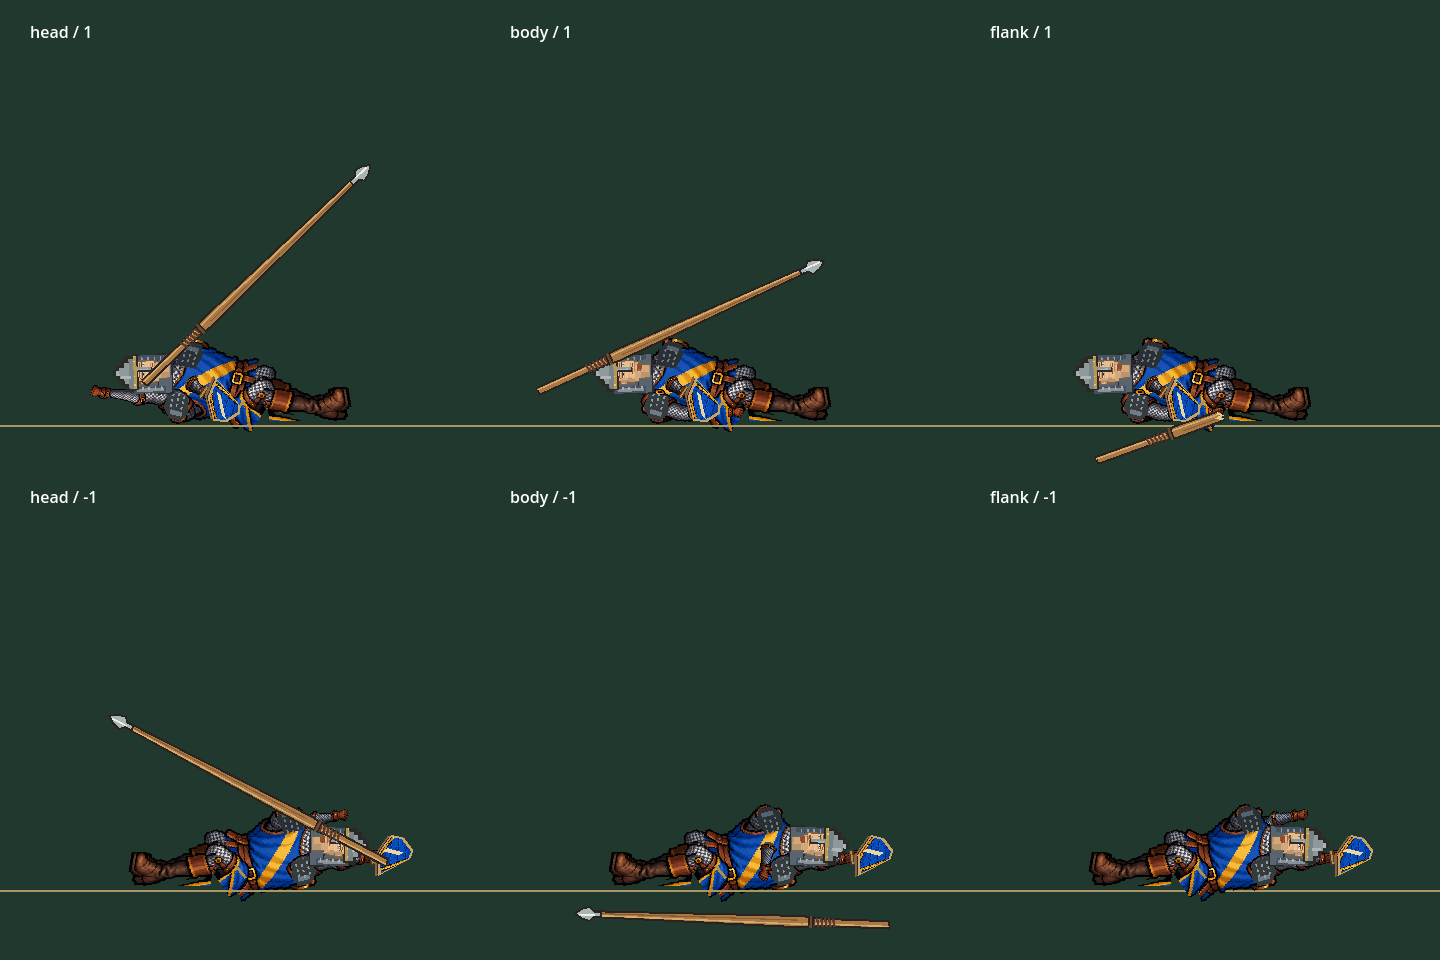 head / 1
body / 1
flank / 1
head / -1
body / -1
flank / -1